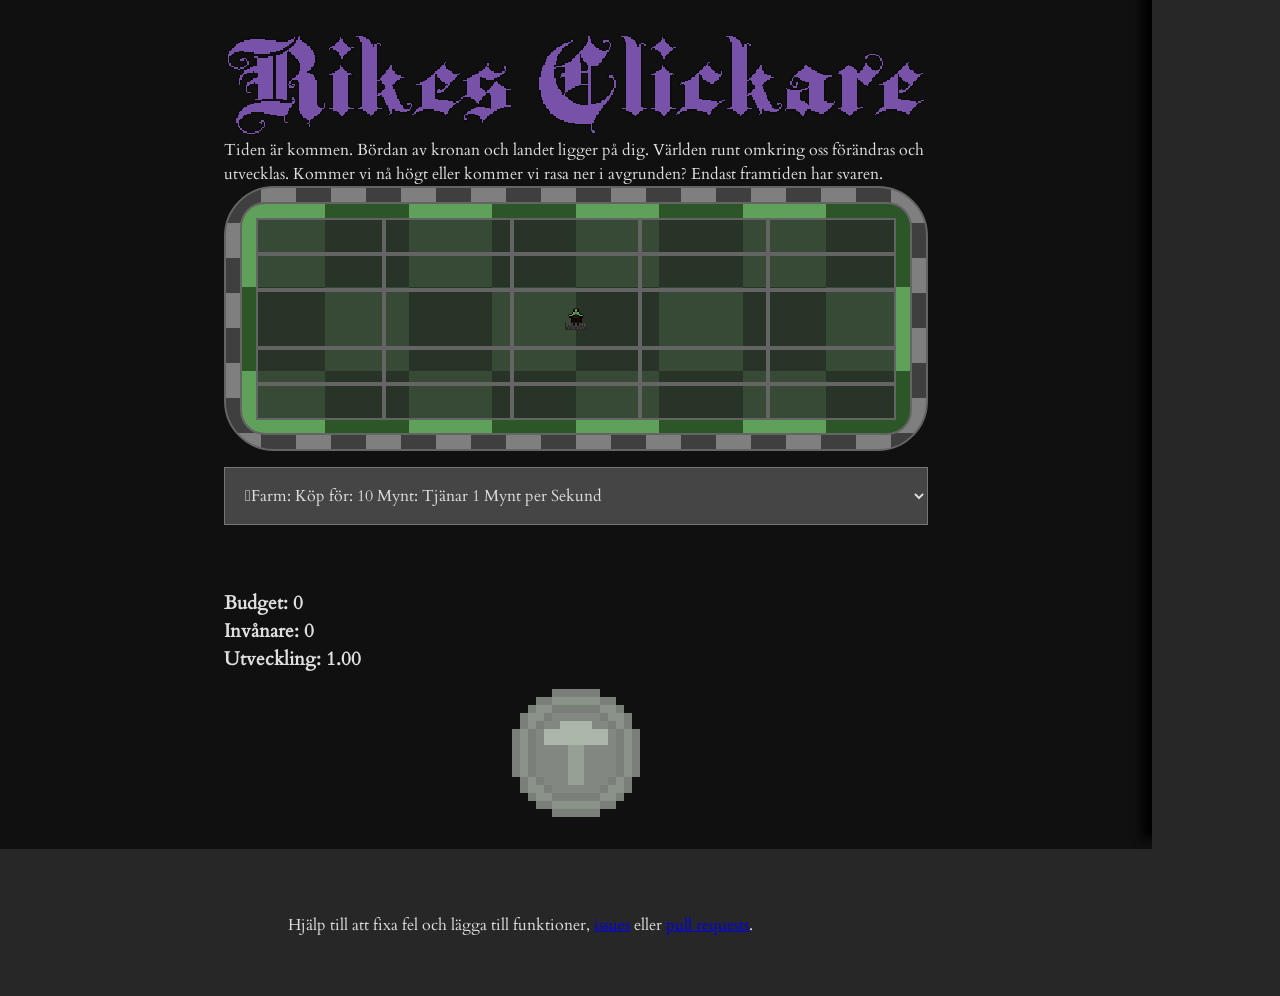 Rikes Clickare
Tiden är kommen. Bördan av kronan och landet ligger på dig. Världen runt omkring oss förändras och
utvecklas. Kommer vi nå högt eller kommer vi rasa ner i avgrunden? Endast framtiden har svaren.
Farm: Köp för: 10 Mynt: Tjänar 1 Mynt per Sekund
Budget: 0
Invånare: 0
Utveckling: 1.00
Hjälp till att fixa fel och lägga till funktioner, issues eller pull requests.